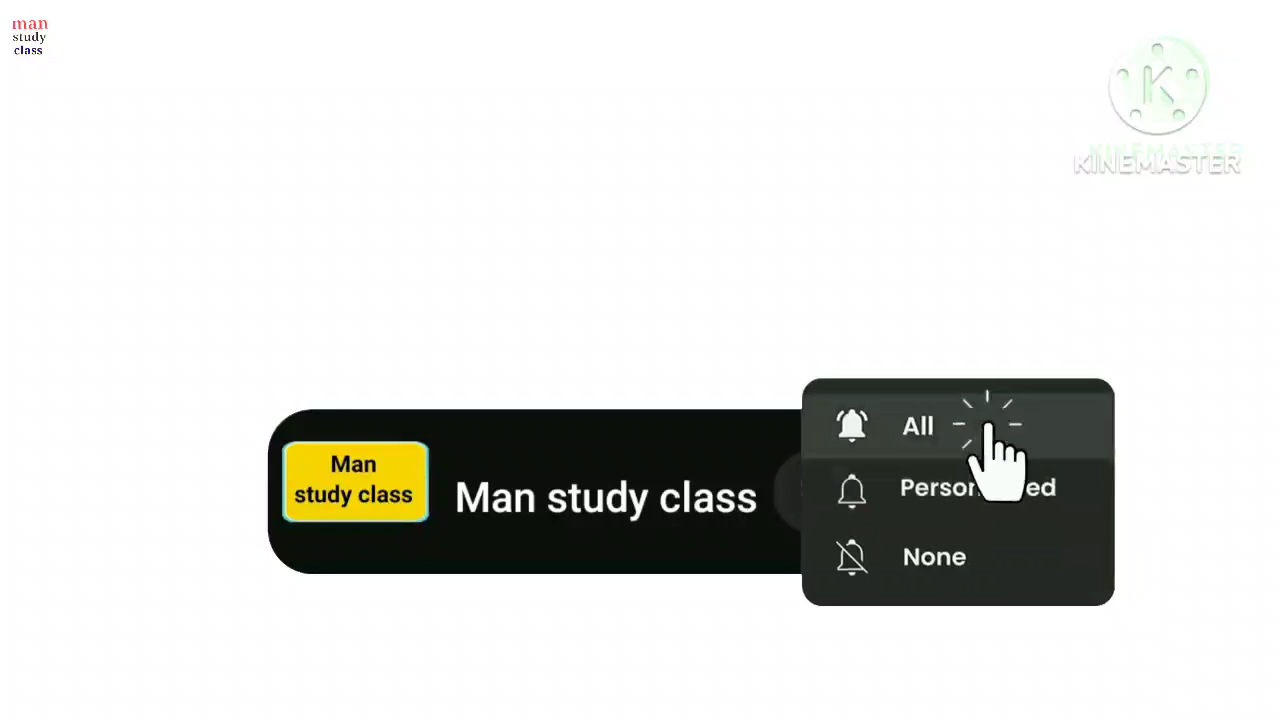 man
study
class
KINEMASTER
Man
study class
Man study class
All
None